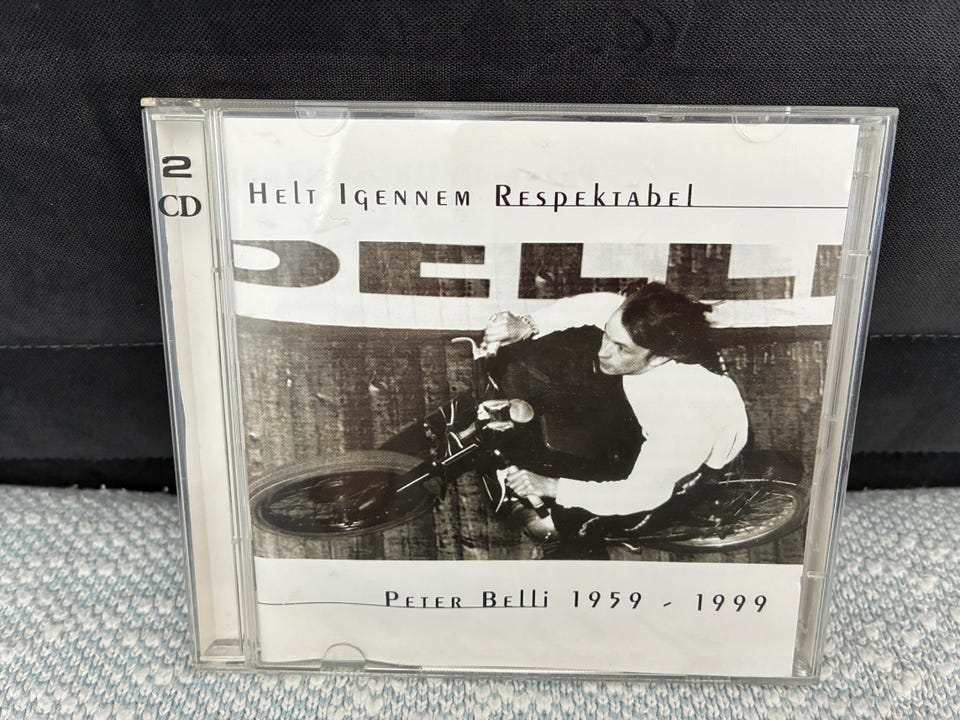 2
CD
Helt Igennem Respektabel
BELLI
Peter Belli 1959 - 1999